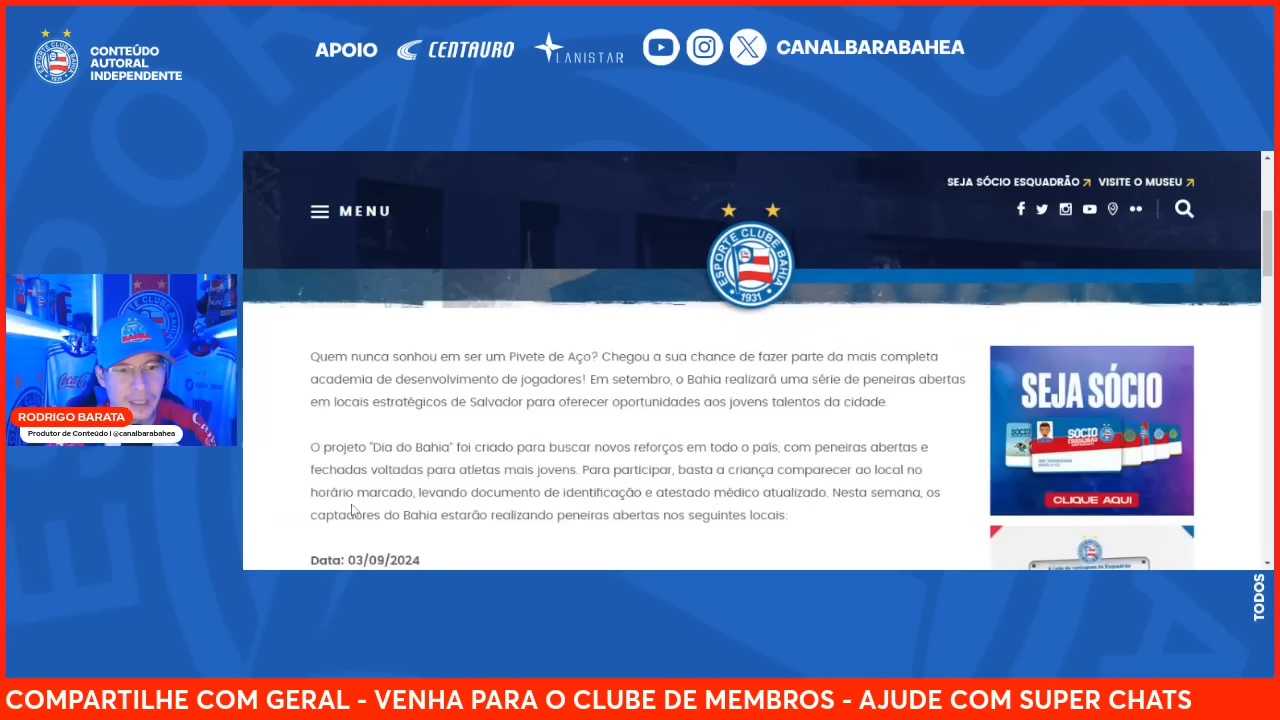 CONTEÚDO
AUTORAL
INDEPENDENTE
APOIO
CENTAURO
LANISTAR
CANALBARABAHEA
SEJA SÓCIO ESQUADRÃO
VISITE O MUSEU
MENU
ESPORTE CLUBE BAHIA
1931
Quem nunca sonhou em ser um Pivete de Aço? Chegou a sua chance de fazer parte da mais completa
academia de desenvolvimento de jogadores! Em setembro, o Bahia realizará uma série de peneiras abertas
em locais estratégicos de Salvador para oferecer oportunidades aos jovens talentos da cidade.
O projeto "Dia do Bahia" foi criado para buscar novos reforços em todo o país, com peneiras abertas e
fechadas voltadas para atletas mais jovens. Para participar, basta a criança comparecer ao local no
horário marcado, levando documento de identificação e atestado médico atualizado. Nesta semana, os
captadores do Bahia estarão realizando peneiras abertas nos seguintes locais:
Data: 03/09/2024
SEJA SÓCIO
SÓCIO
CLIQUE AQUI
BAHIA
Coca-Cola
RODRIGO BARATA
Produtor de Conteúdo | @canalbarabahea
TODOS
COMPARTILHE COM GERAL - VENHA PARA O CLUBE DE MEMBROS - AJUDE COM SUPER CHATS